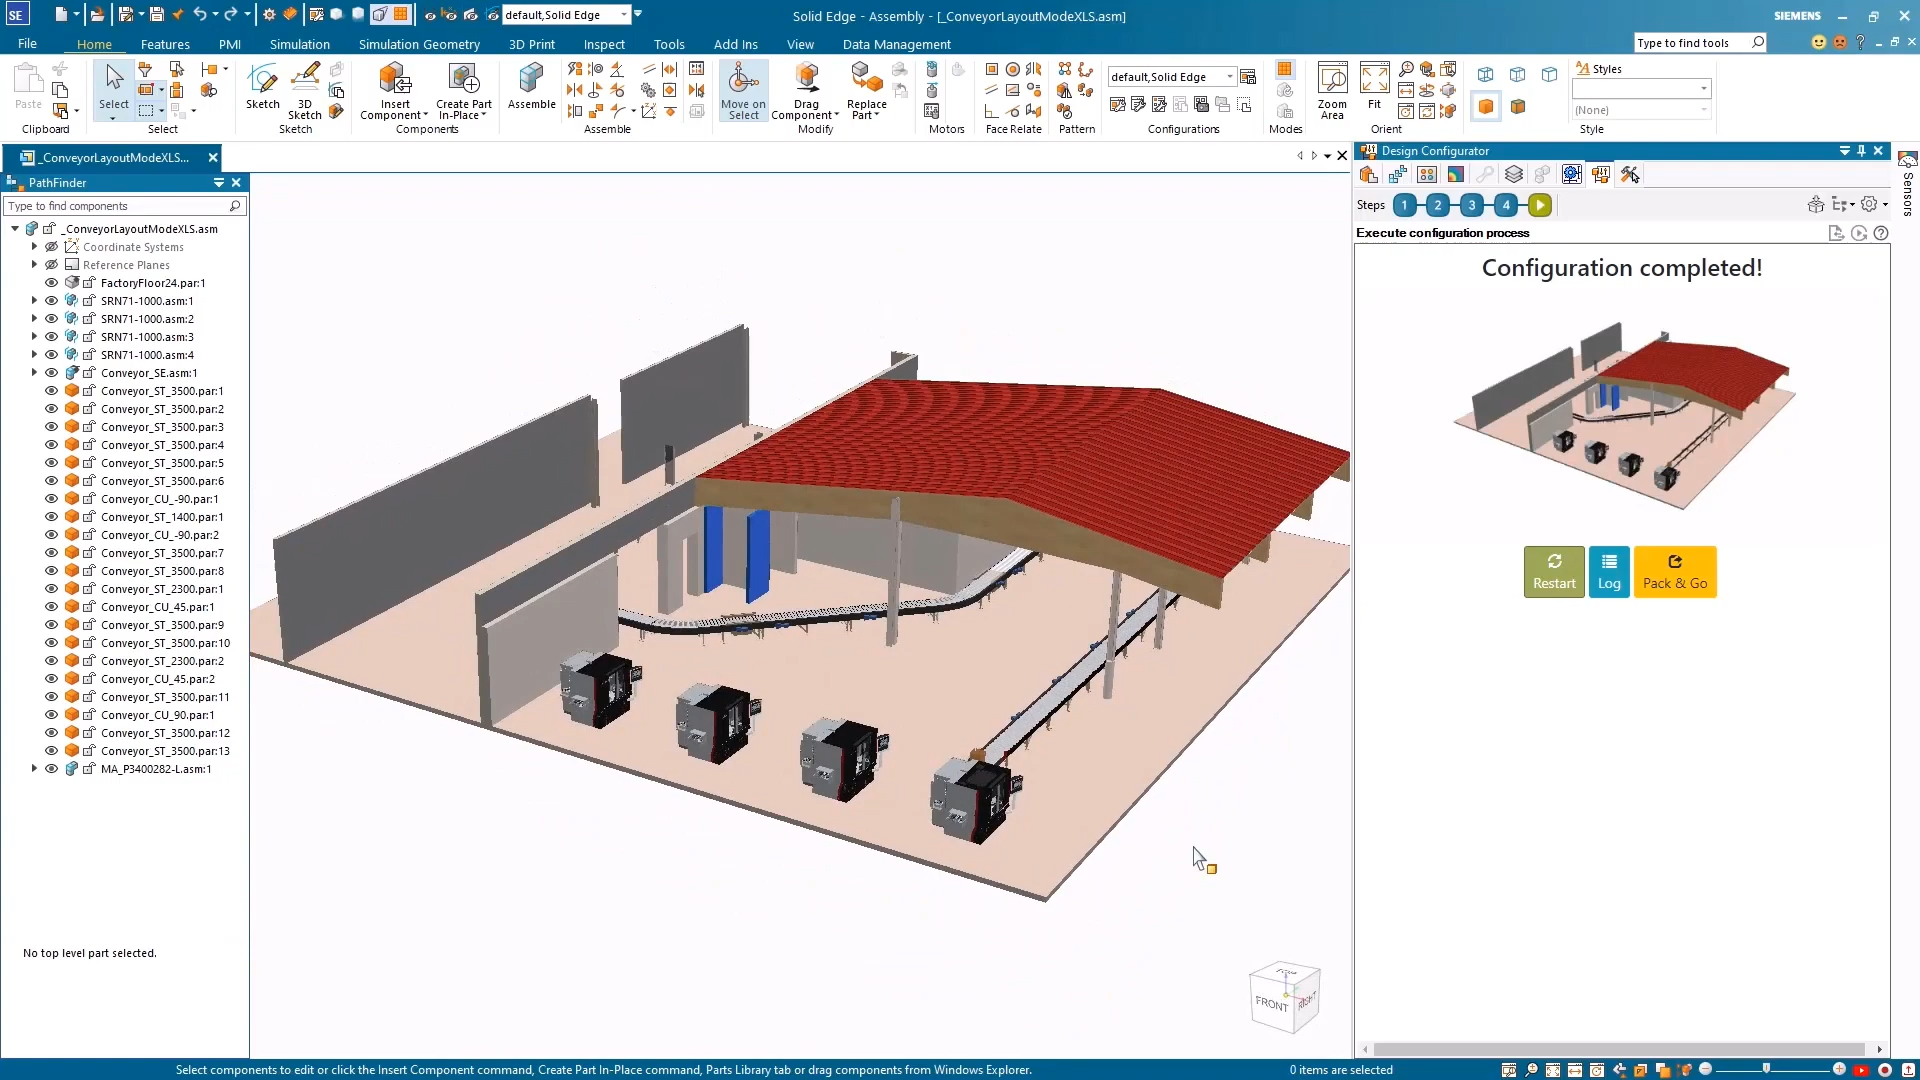 SE
default,Solid Edge
Solid Edge - Assembly - [_ConveyorLayoutModeXLS.asm]
SIEMENS
File
Home
Features
PMI
Simulation
Simulation Geometry
3D Print
Inspect
Tools
Add Ins
View
Data Management
Type to find tools
Paste
Clipboard
Select
Select
Sketch
3D Sketch
Sketch
Insert Component
Create Part In-Place
Components
Assemble
Assemble
Move on Select
Drag Component
Replace Part
Modify
Motors
Face Relate
Pattern
default,Solid Edge
Configurations
Modes
Zoom Area
Fit
Orient
Styles
(None)
Style
_ConveyorLayoutModeXLS...
PathFinder
Type to find components
_ConveyorLayoutModeXLS.asm
Coordinate Systems
Reference Planes
FactoryFloor24.par:1
SRN71-1000.asm:1
SRN71-1000.asm:2
SRN71-1000.asm:3
SRN71-1000.asm:4
Conveyor_SE.asm:1
Conveyor_ST_3500.par:1
Conveyor_ST_3500.par:2
Conveyor_ST_3500.par:3
Conveyor_ST_3500.par:4
Conveyor_ST_3500.par:5
Conveyor_ST_3500.par:6
Conveyor_CU_-90.par:1
Conveyor_ST_1400.par:1
Conveyor_CU_-90.par:2
Conveyor_ST_3500.par:7
Conveyor_ST_3500.par:8
Conveyor_ST_2300.par:1
Conveyor_CU_45.par:1
Conveyor_ST_3500.par:9
Conveyor_ST_3500.par:10
Conveyor_ST_2300.par:2
Conveyor_CU_45.par:2
Conveyor_ST_3500.par:11
Conveyor_CU_90.par:1
Conveyor_ST_3500.par:12
Conveyor_ST_3500.par:13
MA_P3400282-L.asm:1
No top level part selected.
FRONT
RIGHT
Design Configurator
Steps 1 2 3 4
Execute configuration process
Configuration completed!
Restart
Log
Pack & Go
Sensors
Select components to edit or click the Insert Component command, Create Part In-Place command, Parts Library tab or drag components from Windows Explorer.
0 items are selected